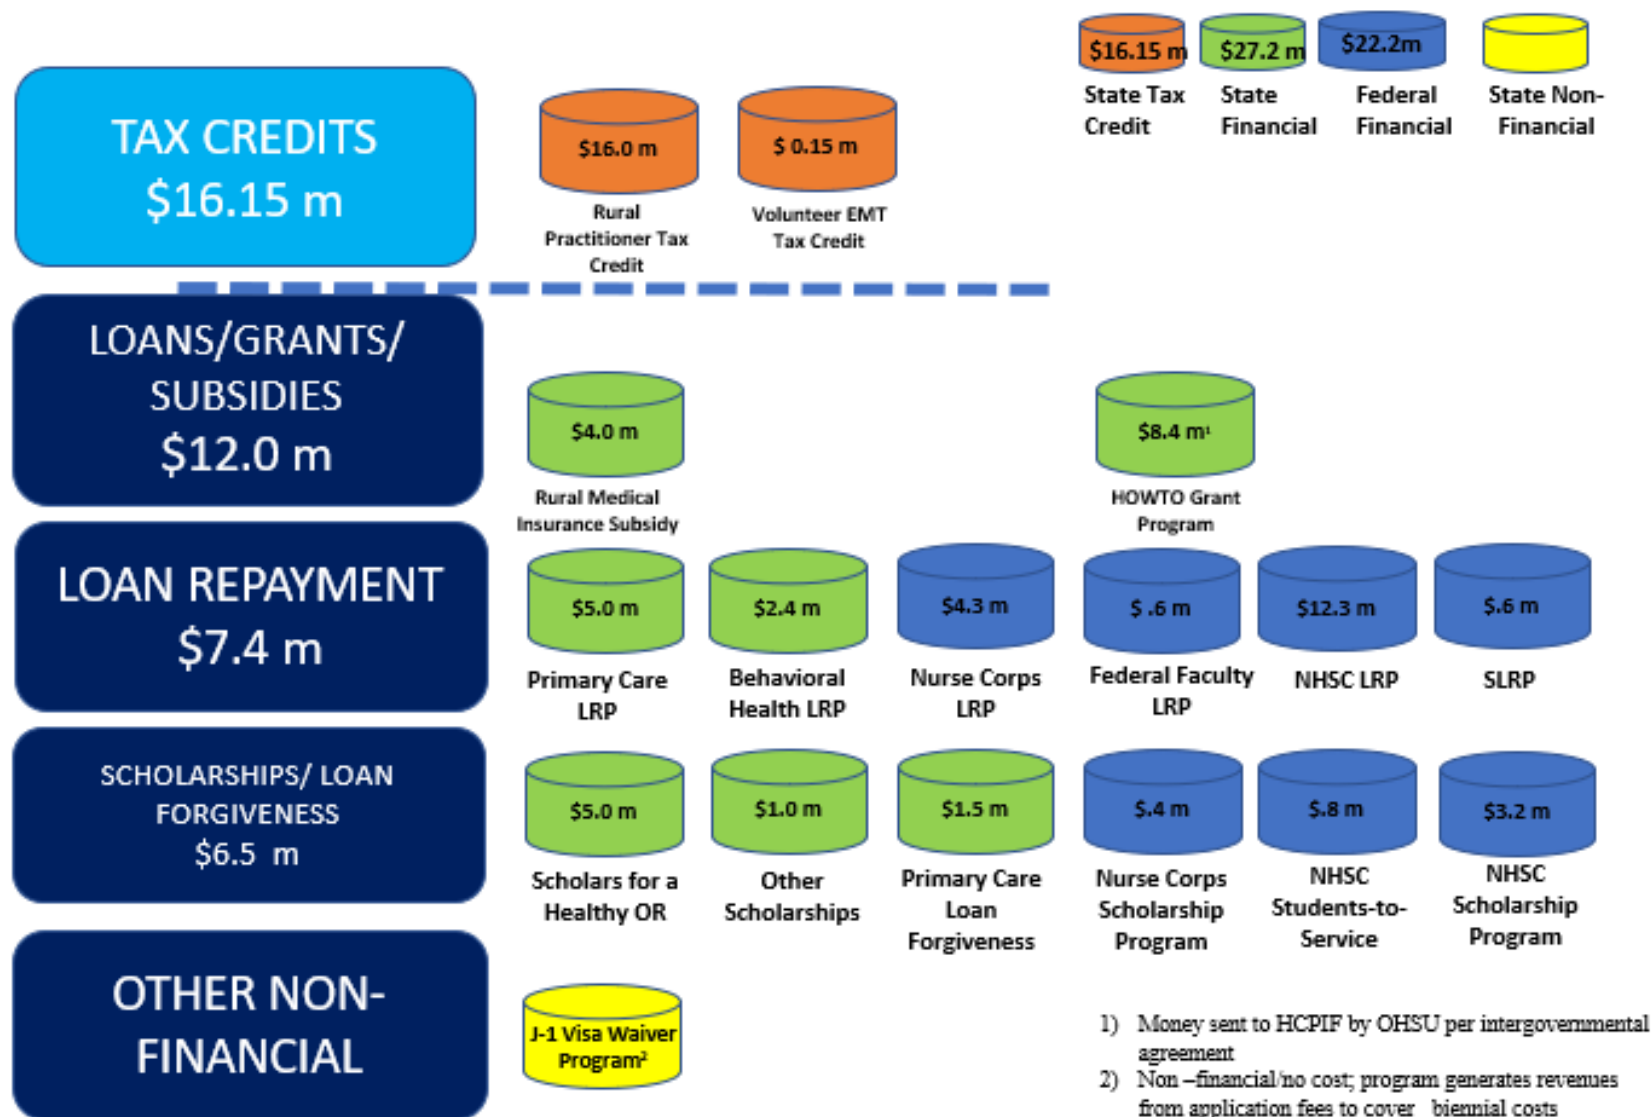 $16.15 m
$27.2 m
$22.2m
State Tax
Credit
State
Financial
Federal
Financial
State Non-
Financial
TAX CREDITS
$16.15 m
$16.0 m
$ 0.15 m
Rural
Practitioner Tax
Credit
Volunteer EMT
Tax Credit
LOANS/GRANTS/
SUBSIDIES
$12.0 m
$4.0 m
$8.4 m¹
Rural Medical
Insurance Subsidy
HOWTO Grant
Program
LOAN REPAYMENT
$7.4 m
$5.0 m
$2.4 m
$4.3 m
$ .6 m
$12.3 m
$.6 m
Primary Care
LRP
Behavioral
Health LRP
Nurse Corps
LRP
Federal Faculty
LRP
NHSC LRP
SLRP
SCHOLARSHIPS/ LOAN
FORGIVENESS
$6.5 m
$5.0 m
$1.0 m
$1.5 m
$.4 m
$.8 m
$3.2 m
Scholars for a
Healthy OR
Other
Scholarships
Primary Care
Loan
Forgiveness
Nurse Corps
Scholarship
Program
NHSC
Students-to-
Service
NHSC
Scholarship
Program
OTHER NON-
FINANCIAL
J-1 Visa Waiver
Program²
1) Money sent to HCPIF by OHSU per intergovernmental
agreement
2) Non –financial/no cost; program generates revenues
from application fees to cover biennial costs